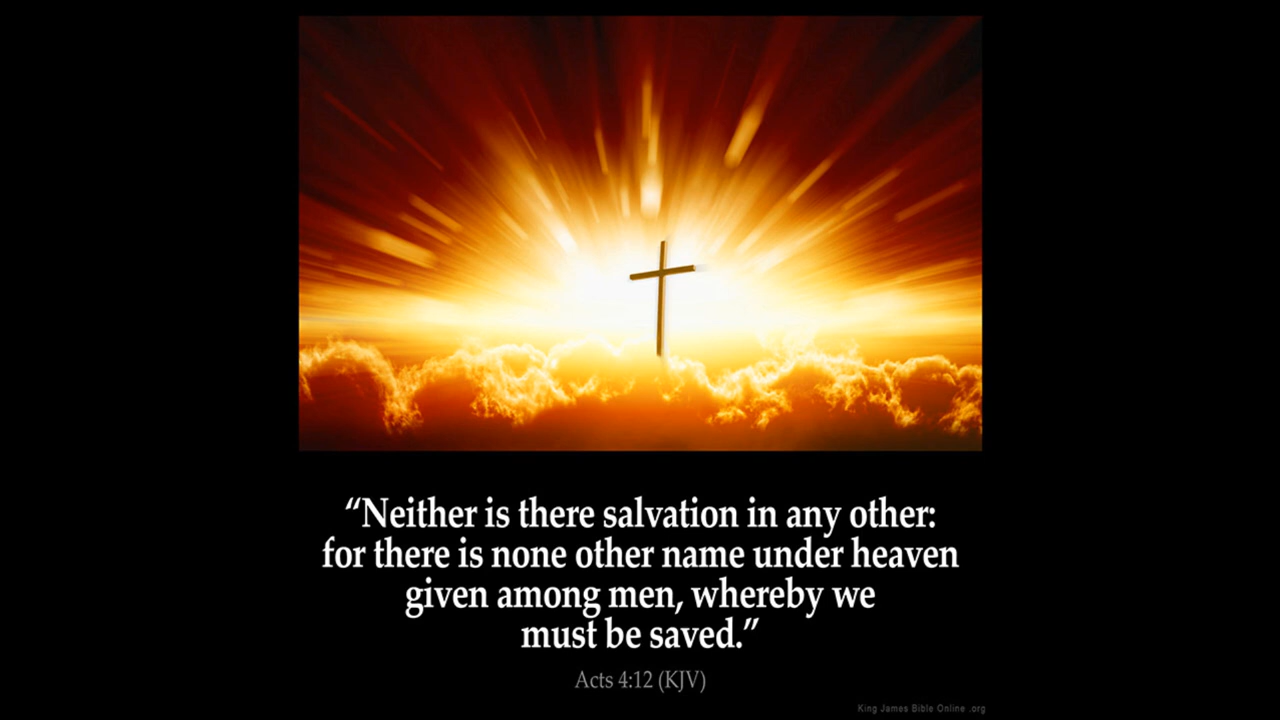 “Neither is there salvation in any other:
for there is none other name under heaven
given among men, whereby we
must be saved.”
Acts 4:12 (KJV)
King James Bible Online .org